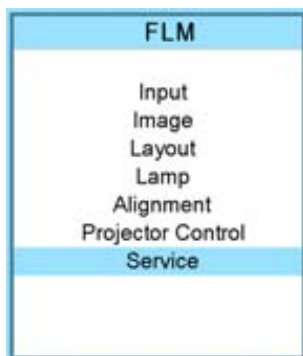 FLM
Input
Image
Layout
Lamp
Alignment
Projector Control
Service